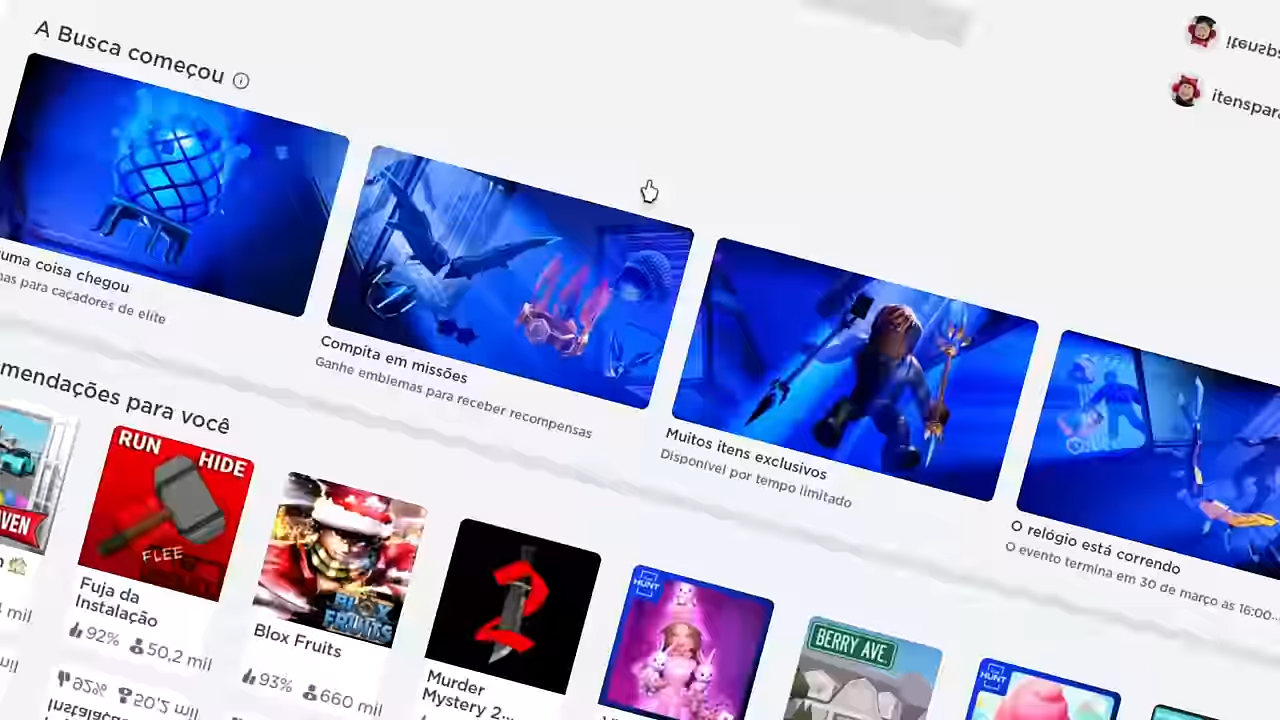 A Busca começou
itenspara
uma coisa chegou
para caçadores de elite
Compita em missões
Ganhe emblemas para receber recompensas
Muitos itens exclusivos
Disponível por tempo limitado
O relógio está correndo
O evento termina em 30 de março às 16:00...
mendações para você
RUN
HIDE
FLEE
Fuja da
Instalação
92% 50,2 mil
BLOX
FRUITS
Blox Fruits
93% 660 mil
2
Murder
Mystery 2...
HUNT
BERRY AVE
HUNT
mil